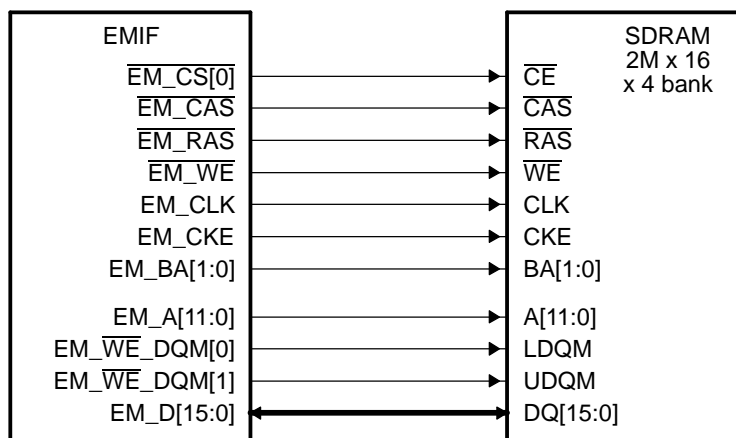 EMIF
EM_CS[0]
EM_CAS
EM_RAS
EM_WE
EM_CLK
EM_CKE
EM_BA[1:0]
EM_A[11:0]
EM_WE_DQM[0]
EM_WE_DQM[1]
EM_D[15:0]
SDRAM
2M x 16
x 4 bank
CE
CAS
RAS
WE
CLK
CKE
BA[1:0]
A[11:0]
LDQM
UDQM
DQ[15:0]